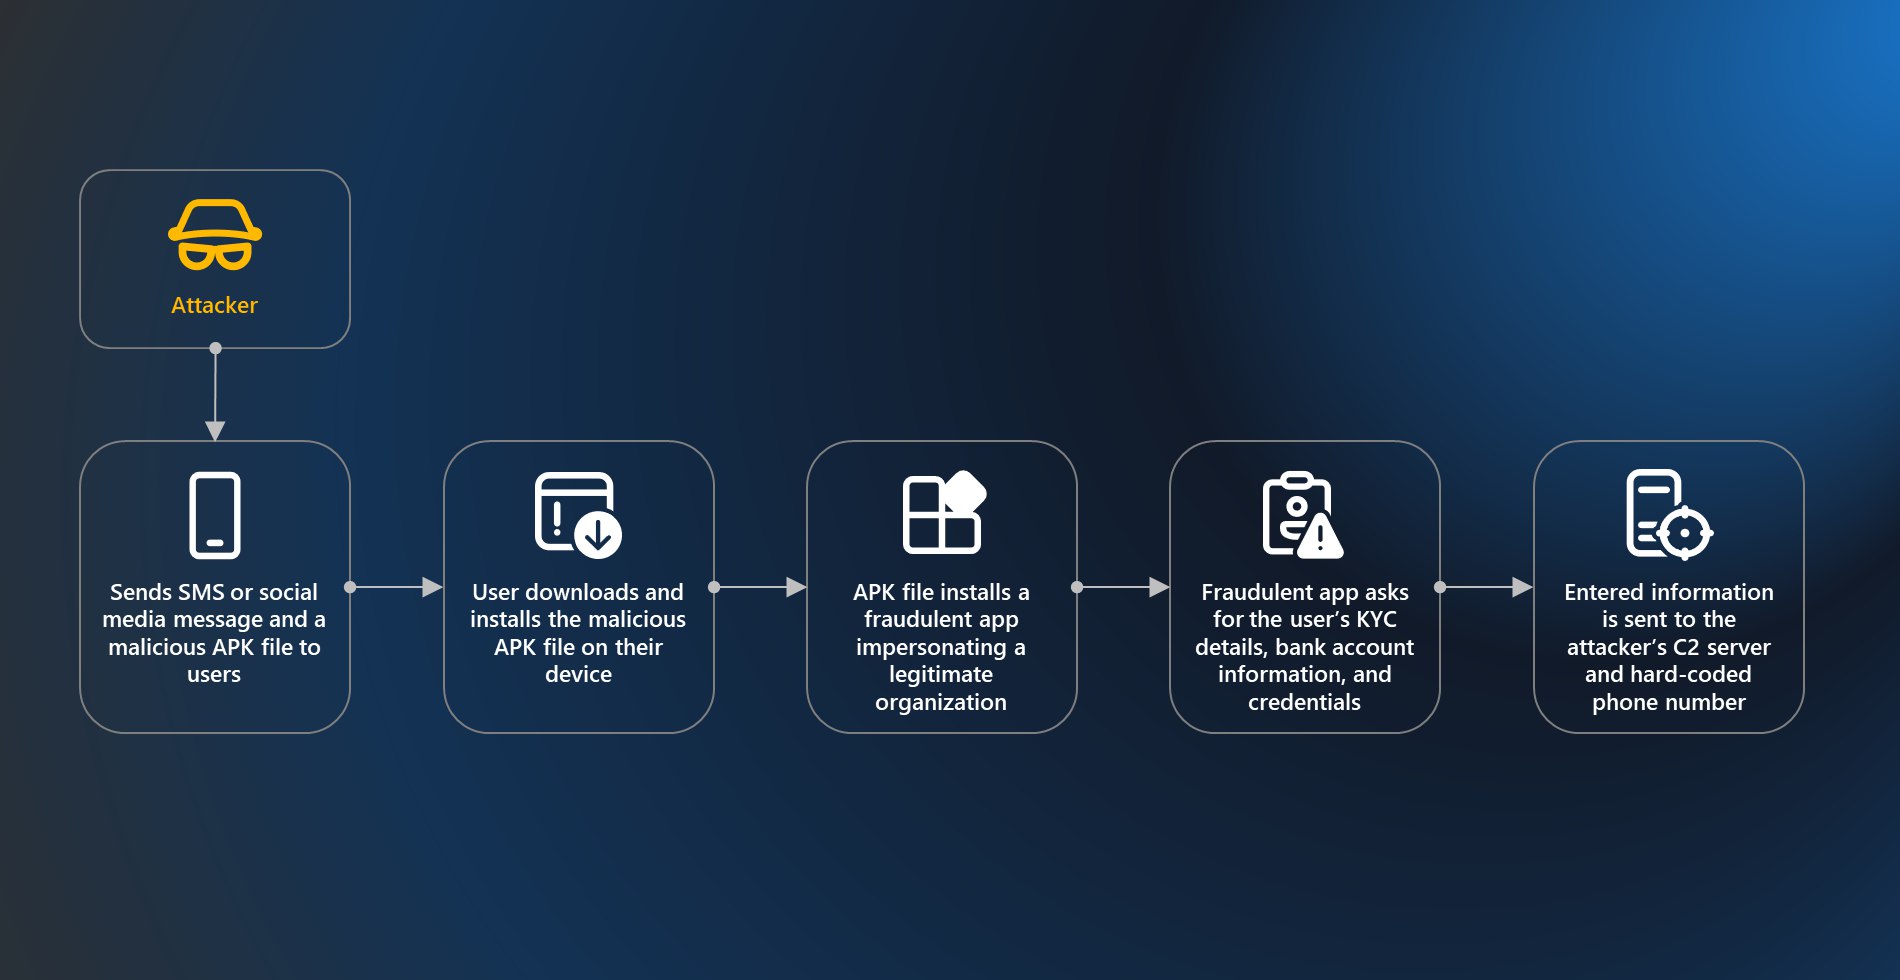 Attacker
Sends SMS or social
media message and a
malicious APK file to
users
User downloads and
installs the malicious
APK file on their
device
APK file installs a
fraudulent app
impersonating a
legitimate
organization
Fraudulent app asks
for the user’s KYC
details, bank account
information, and
credentials
Entered information
is sent to the
attacker’s C2 server
and hard-coded
phone number